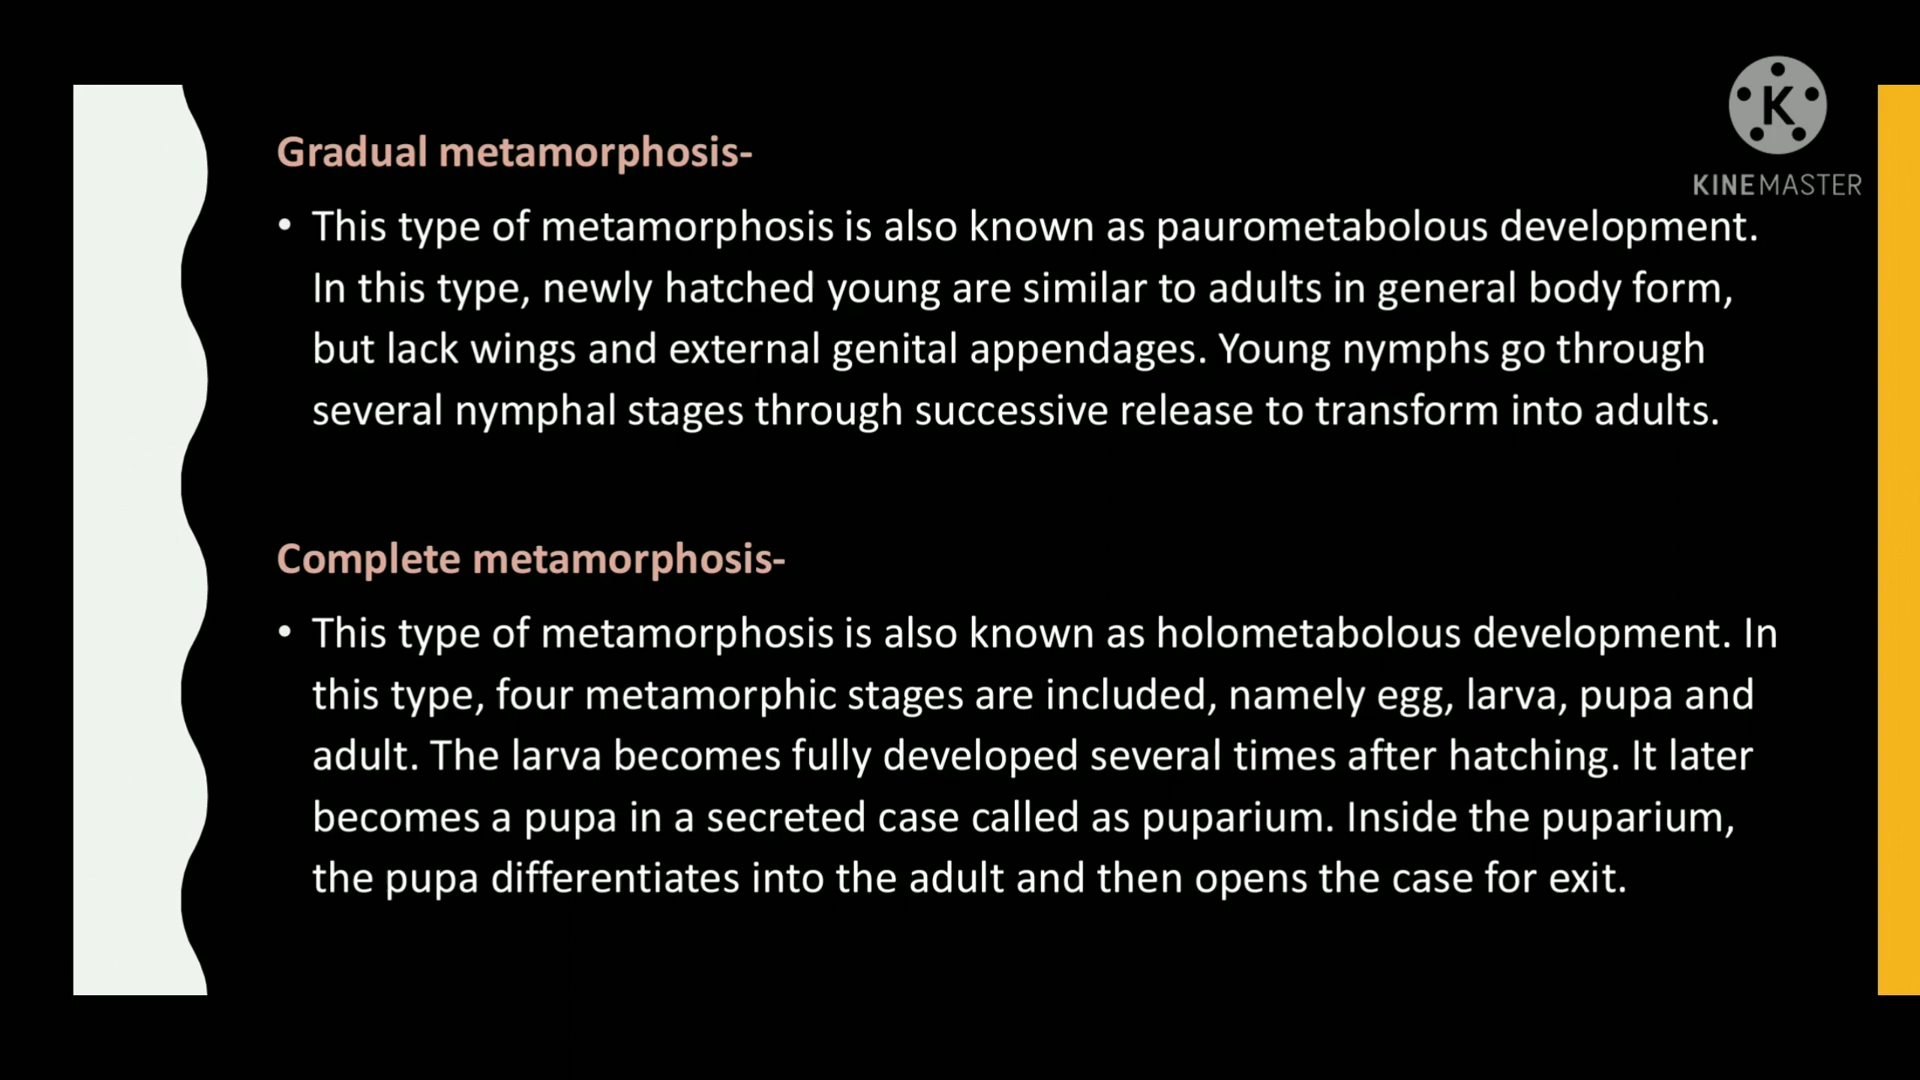 K
KINEMASTER
Gradual metamorphosis-
• This type of metamorphosis is also known as paurometabolous development.
In this type, newly hatched young are similar to adults in general body form,
but lack wings and external genital appendages. Young nymphs go through
several nymphal stages through successive release to transform into adults.
Complete metamorphosis-
• This type of metamorphosis is also known as holometabolous development. In
this type, four metamorphic stages are included, namely egg, larva, pupa and
adult. The larva becomes fully developed several times after hatching. It later
becomes a pupa in a secreted case called as puparium. Inside the puparium,
the pupa differentiates into the adult and then opens the case for exit.